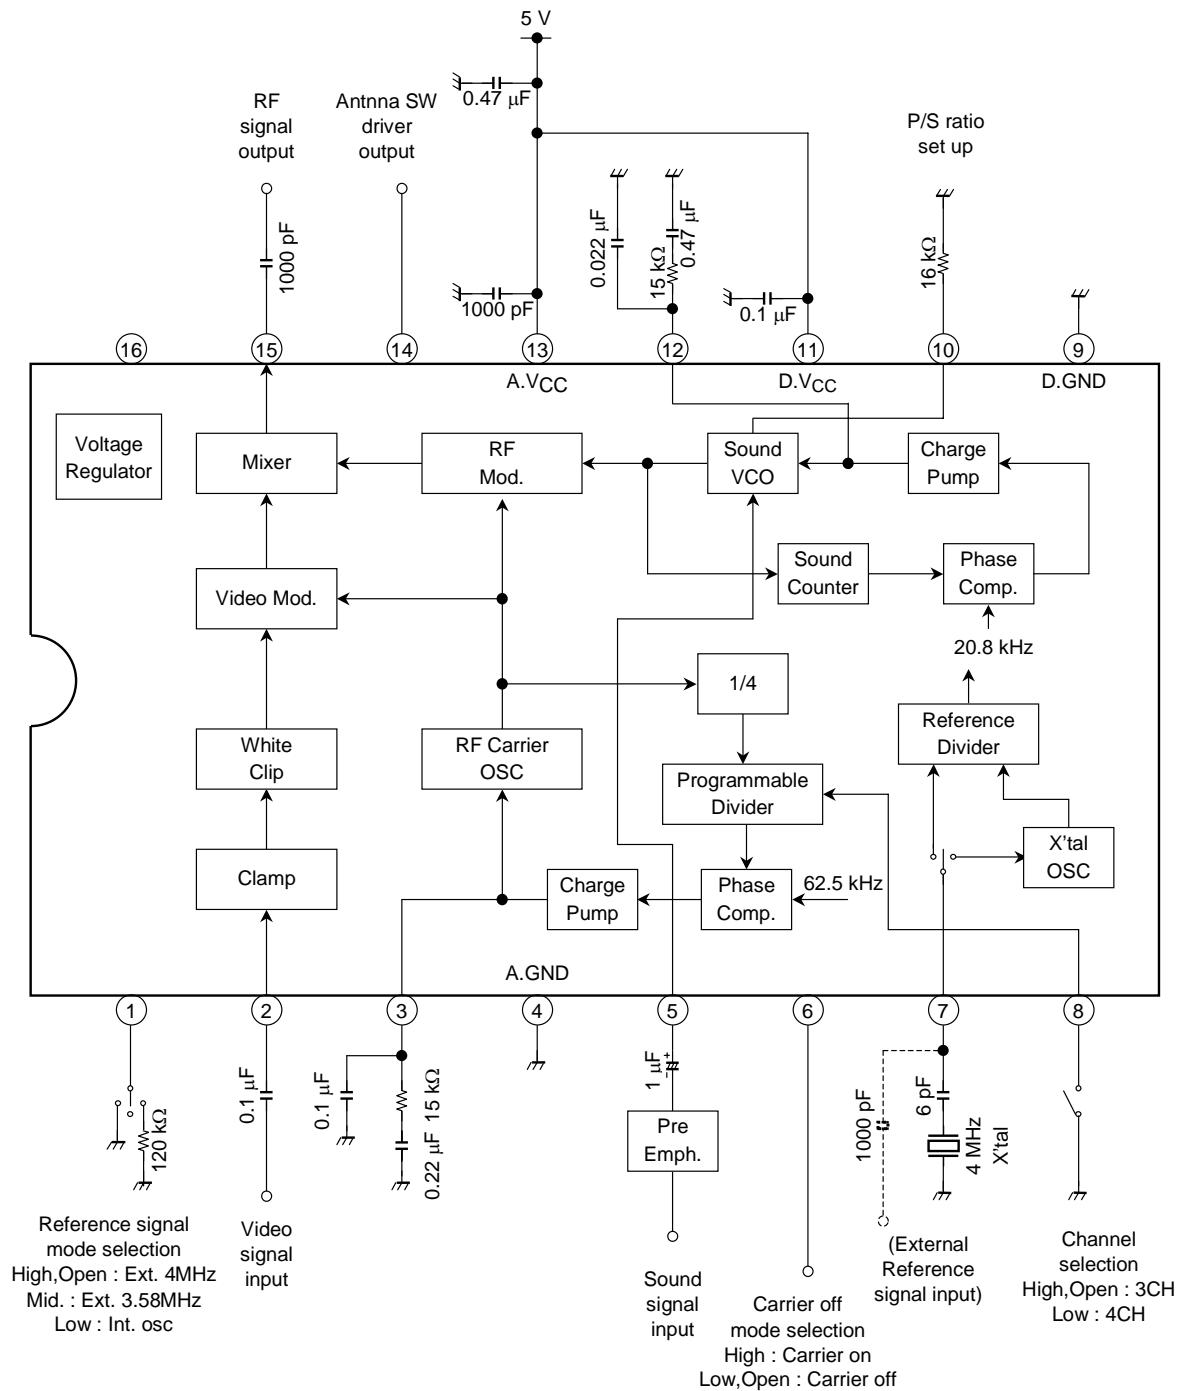 5 V
0.47 µF
RF
signal
output
Antnna SW
driver
output
P/S ratio
set up
1000 pF
1000 pF
0.022 µF
15 kΩ
0.47 µF
0.1 µF
16 kΩ
16
15
14
13
12
11
10
9
A.VCC
D.VCC
D.GND
Voltage
Regulator
Mixer
RF
Mod.
Sound
VCO
Charge
Pump
Video Mod.
Sound
Counter
Phase
Comp.
20.8 kHz
1/4
White
Clip
RF Carrier
OSC
Programmable
Divider
Reference
Divider
Clamp
Charge
Pump
Phase
Comp.
62.5 kHz
X'tal
OSC
A.GND
1
2
3
4
5
6
7
8
120 kΩ
0.1 µF
0.1 µF
0.22 µF
15 kΩ
1 µF
+
−
Pre
Emph.
1000 pF
6 pF
4 MHz
X'tal
Reference signal
mode selection
High,Open : Ext. 4MHz
Mid. : Ext. 3.58MHz
Low : Int. osc
Video
signal
input
Sound
signal
input
Carrier off
mode selection
High : Carrier on
Low,Open : Carrier off
(External
Reference
signal input)
Channel
selection
High,Open : 3CH
Low : 4CH